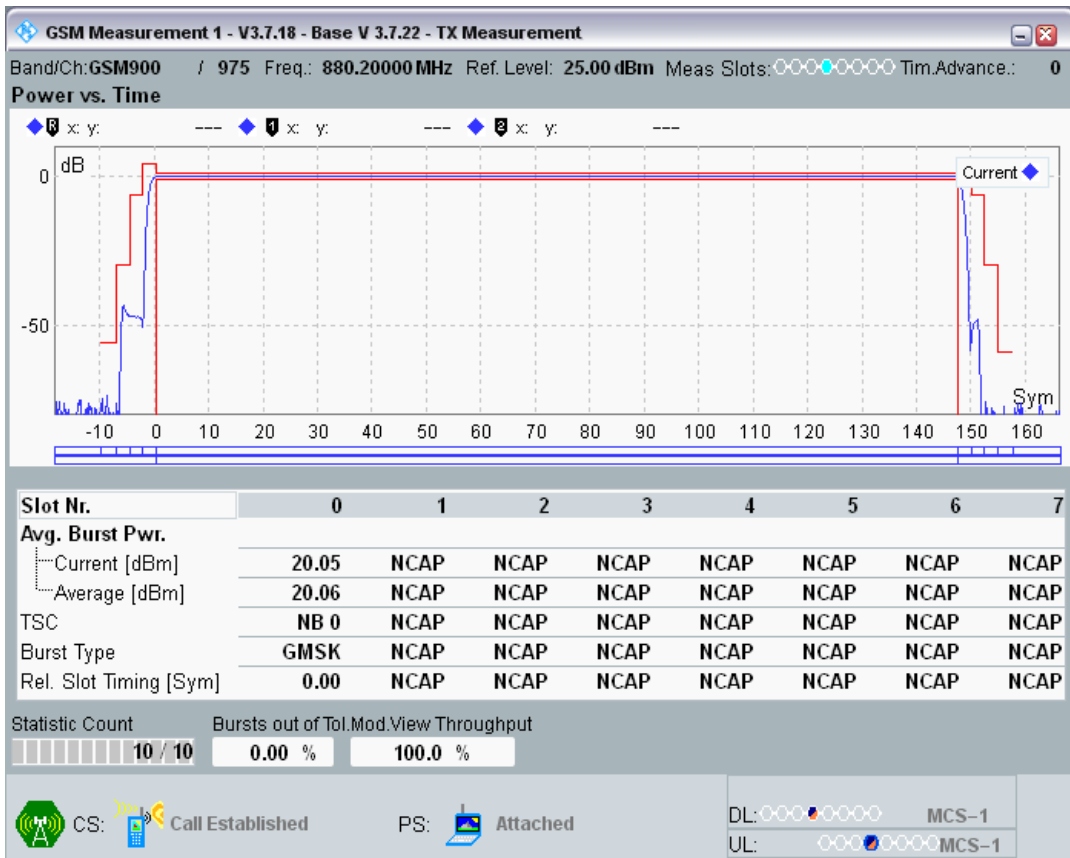 GSM Measurement 1 - V3.7.18 - Base V 3.7.22 - TX Measurement
Band/Ch:GSM900 / 975 Freq.: 880.20000 MHz Ref. Level: 25.00 dBm Meas Slots: Tim.Advance.: 0
Power vs. Time
R x: y: --- 1 x: y: --- 2 x: y: ---
dB
Current
0
-50
Sym
-10 0 10 20 30 40 50 60 70 80 90 100 110 120 130 140 150 160
Slot Nr. 0 1 2 3 4 5 6 7
Avg. Burst Pwr.
Current [dBm] 20.05 NCAP NCAP NCAP NCAP NCAP NCAP NCAP
Average [dBm] 20.06 NCAP NCAP NCAP NCAP NCAP NCAP NCAP
TSC NB 0 NCAP NCAP NCAP NCAP NCAP NCAP NCAP
Burst Type GMSK NCAP NCAP NCAP NCAP NCAP NCAP NCAP
Rel. Slot Timing [Sym] 0.00 NCAP NCAP NCAP NCAP NCAP NCAP NCAP
Statistic Count Bursts out of Tol.Mod.View Throughput
10 / 10 0.00 % 100.0 %
CS: Call Established PS: Attached
DL: MCS-1
UL: MCS-1